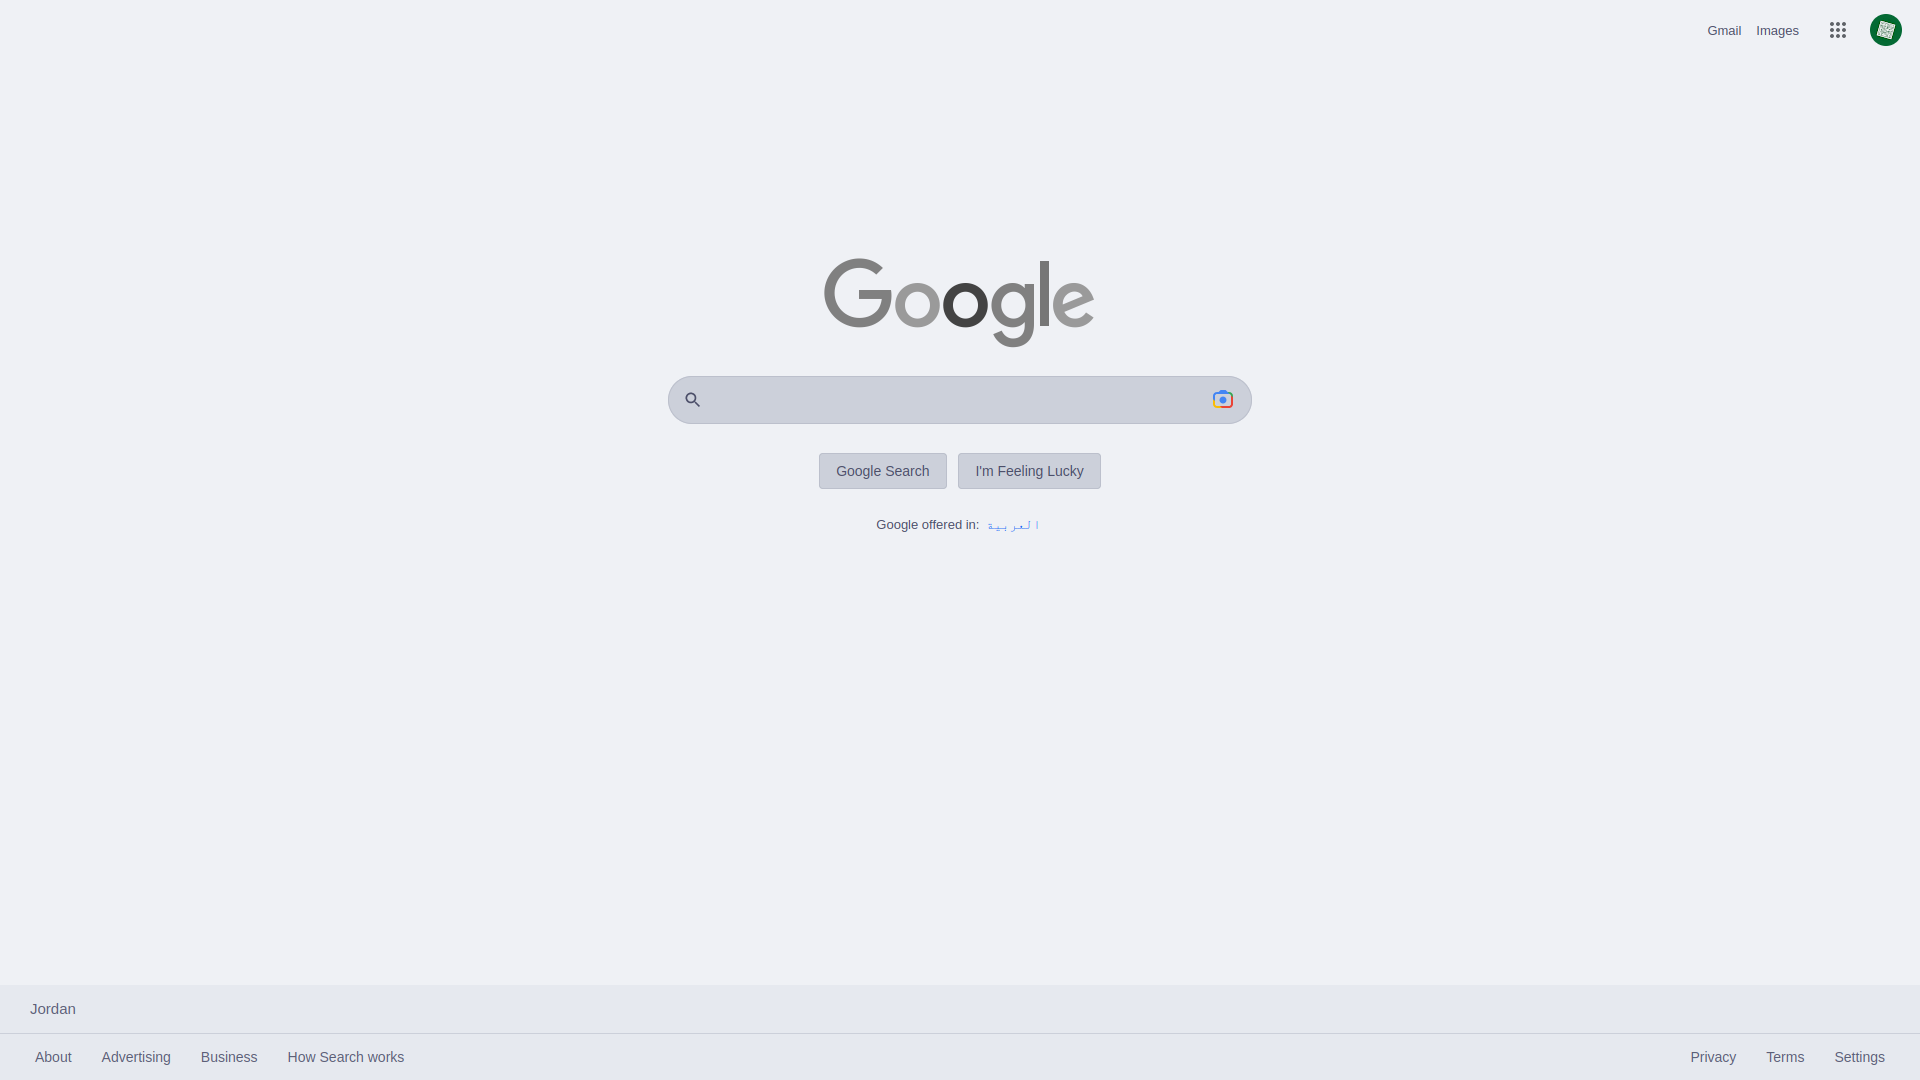 Gmail Images
Google
Google Search I'm Feeling Lucky
Google offered in: العربية
Jordan
About Advertising Business How Search works Privacy Terms Settings